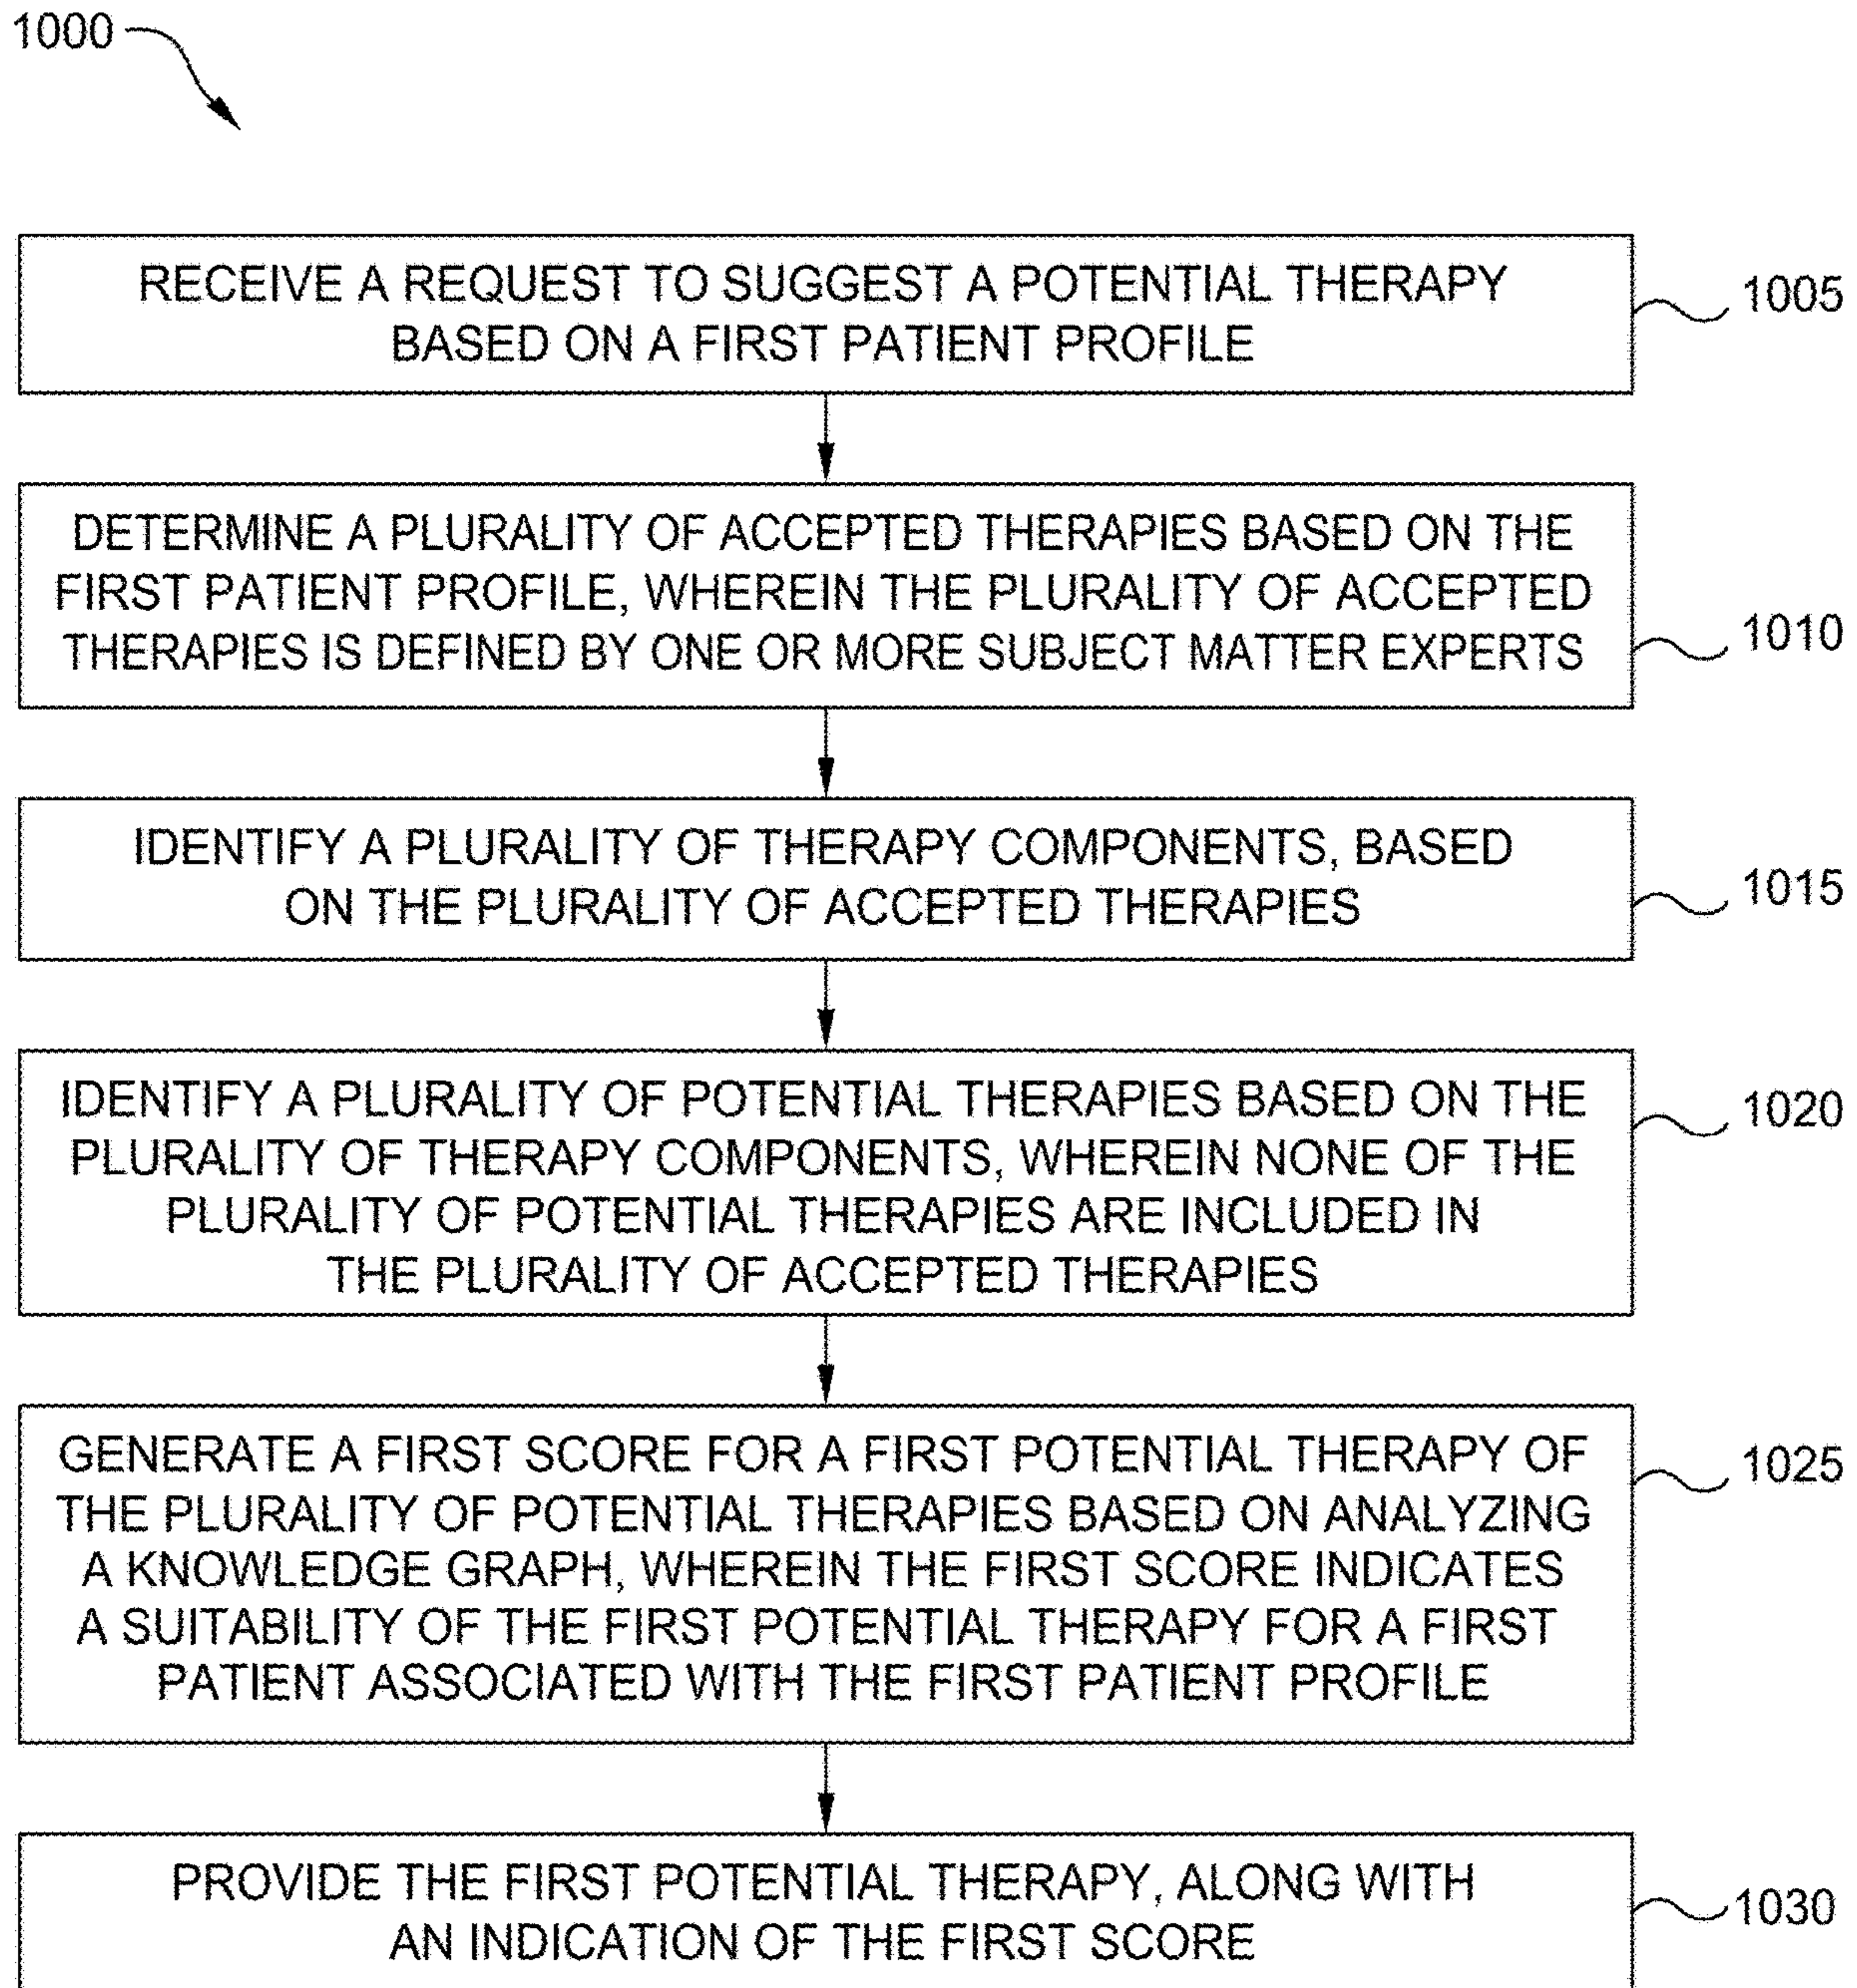 1000
RECEIVE A REQUEST TO SUGGEST A POTENTIAL THERAPY
BASED ON A FIRST PATIENT PROFILE
1005
DETERMINE A PLURALITY OF ACCEPTED THERAPIES BASED ON THE
FIRST PATIENT PROFILE, WHEREIN THE PLURALITY OF ACCEPTED
THERAPIES IS DEFINED BY ONE OR MORE SUBJECT MATTER EXPERTS
1010
IDENTIFY A PLURALITY OF THERAPY COMPONENTS, BASED
ON THE PLURALITY OF ACCEPTED THERAPIES
1015
IDENTIFY A PLURALITY OF POTENTIAL THERAPIES BASED ON THE
PLURALITY OF THERAPY COMPONENTS, WHEREIN NONE OF THE
PLURALITY OF POTENTIAL THERAPIES ARE INCLUDED IN
THE PLURALITY OF ACCEPTED THERAPIES
1020
GENERATE A FIRST SCORE FOR A FIRST POTENTIAL THERAPY OF
THE PLURALITY OF POTENTIAL THERAPIES BASED ON ANALYZING
A KNOWLEDGE GRAPH, WHEREIN THE FIRST SCORE INDICATES
A SUITABILITY OF THE FIRST POTENTIAL THERAPY FOR A FIRST
PATIENT ASSOCIATED WITH THE FIRST PATIENT PROFILE
1025
PROVIDE THE FIRST POTENTIAL THERAPY, ALONG WITH
AN INDICATION OF THE FIRST SCORE
1030